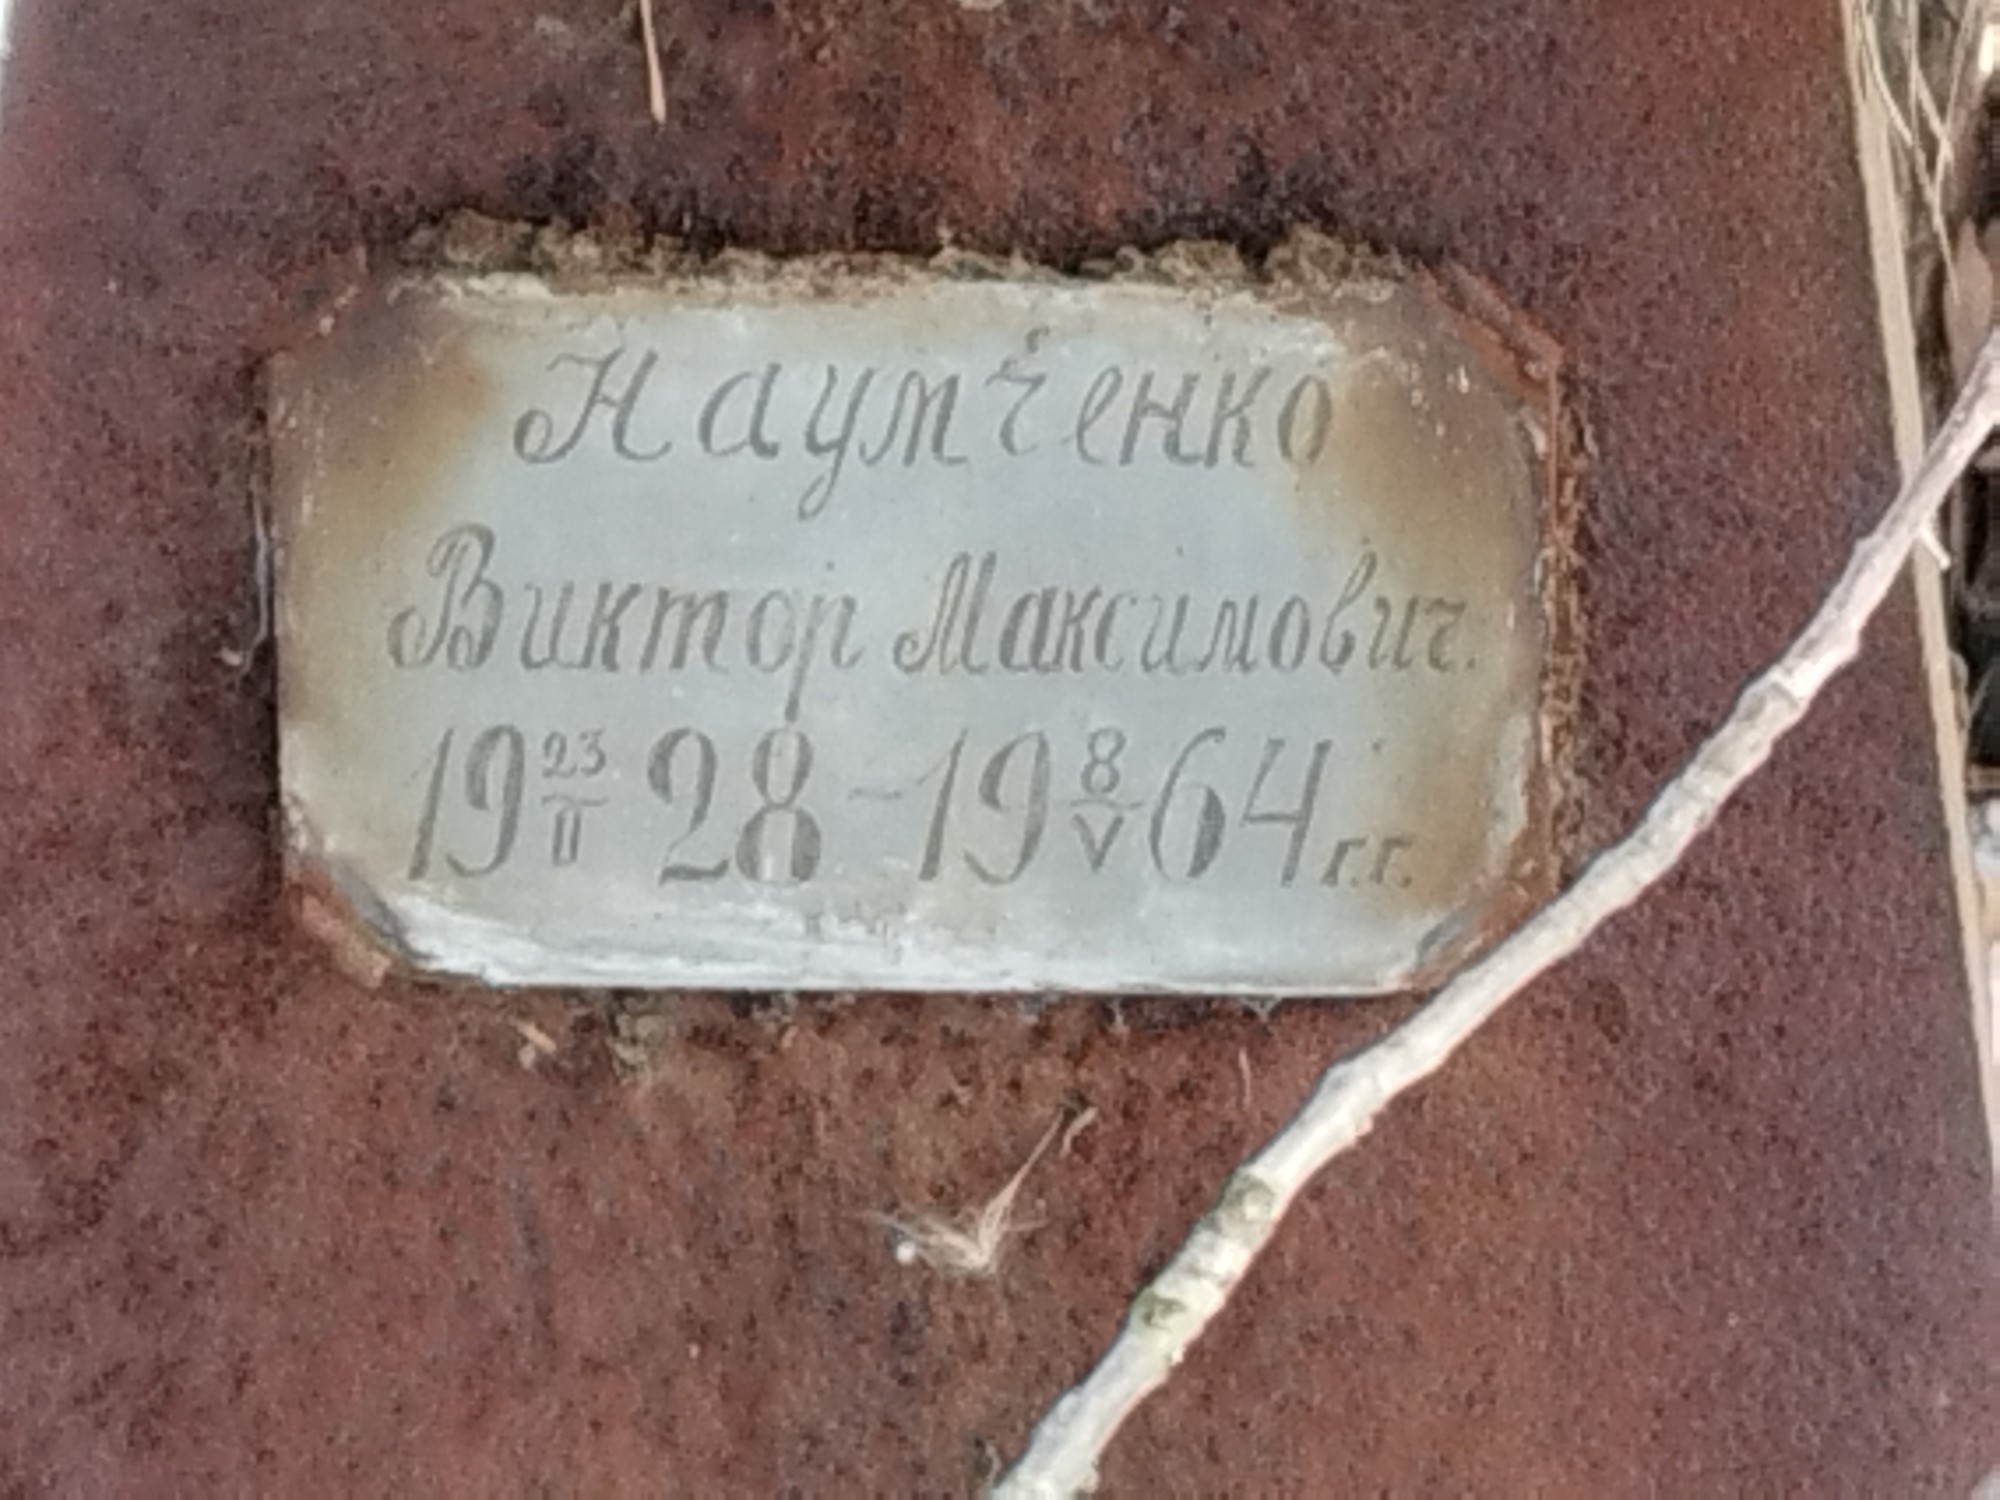 Наумченко
Виктор Максимович.
19 23/II 28 - 19 8/V 64 г.г.